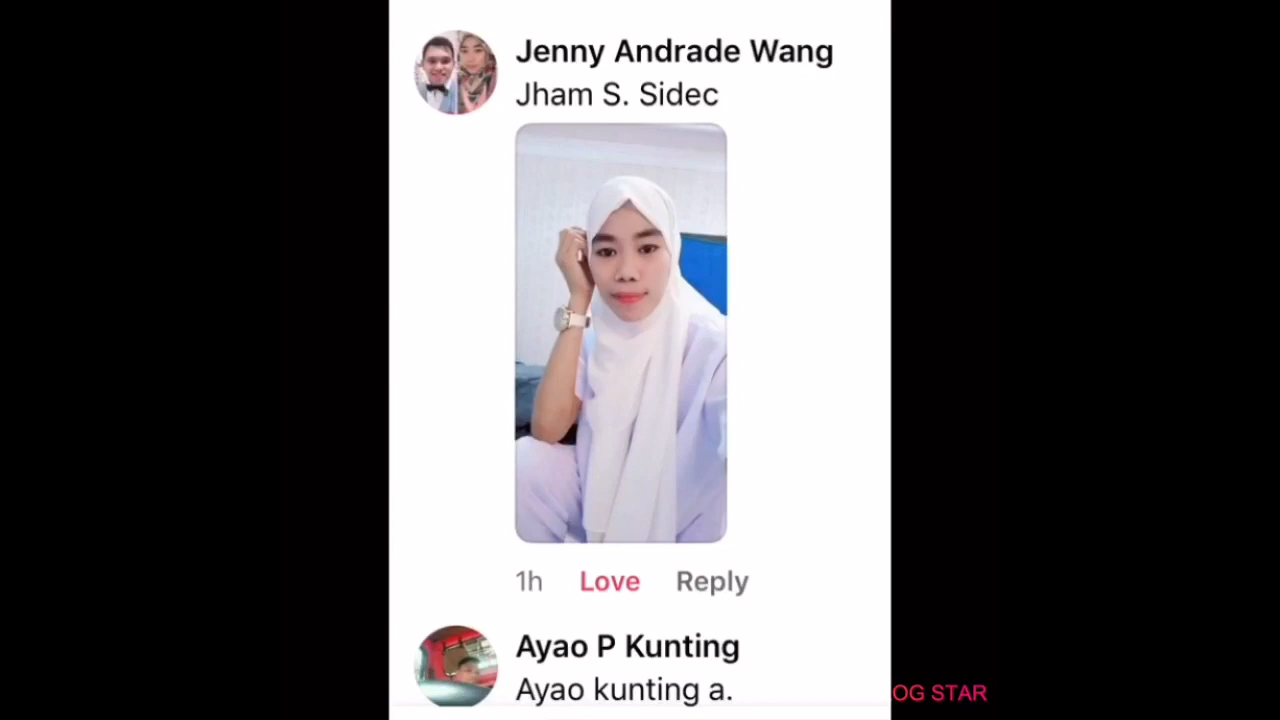 Jenny Andrade Wang
Jham S. Sidec
1h Love Reply
Ayao P Kunting
Ayao kunting a.
OG STAR